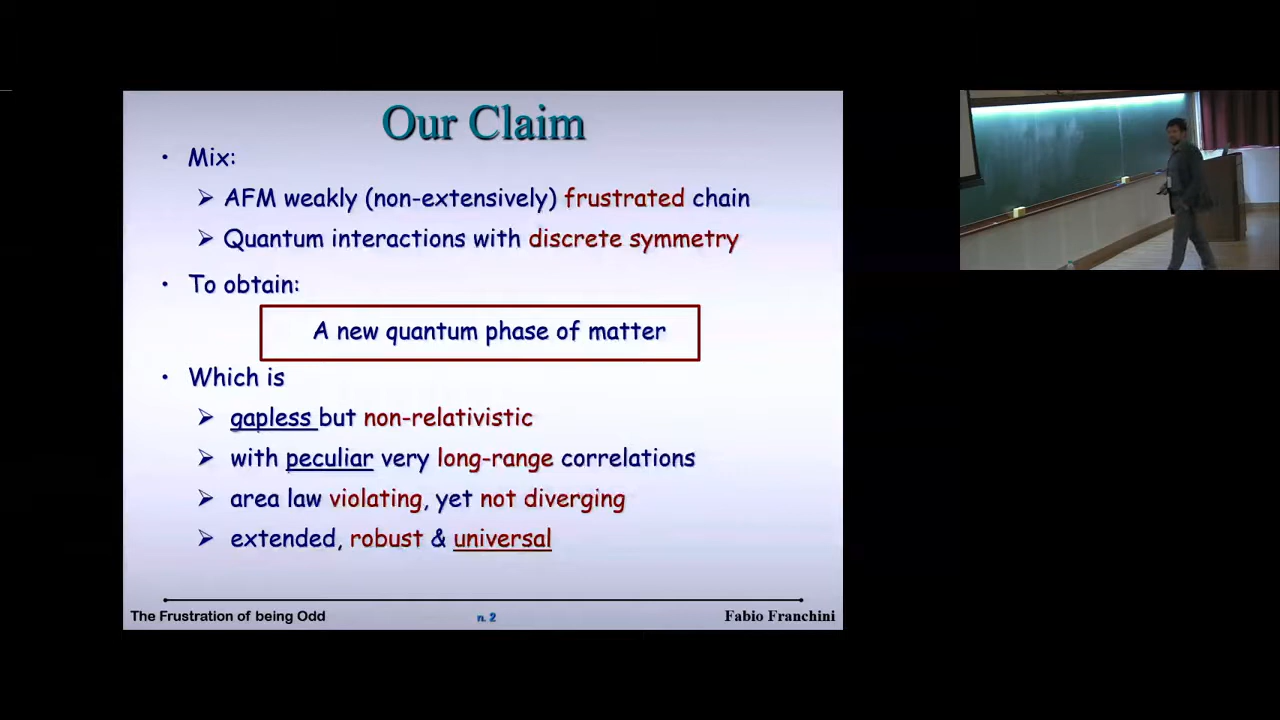 Our Claim
• Mix:
➢ AFM weakly (non-extensively) frustrated chain
➢ Quantum interactions with discrete symmetry
• To obtain:
A new quantum phase of matter
• Which is
➢ gapless but non-relativistic
➢ with peculiar very long-range correlations
➢ area law violating, yet not diverging
➢ extended, robust & universal
The Frustration of being Odd
n. 2
Fabio Franchini